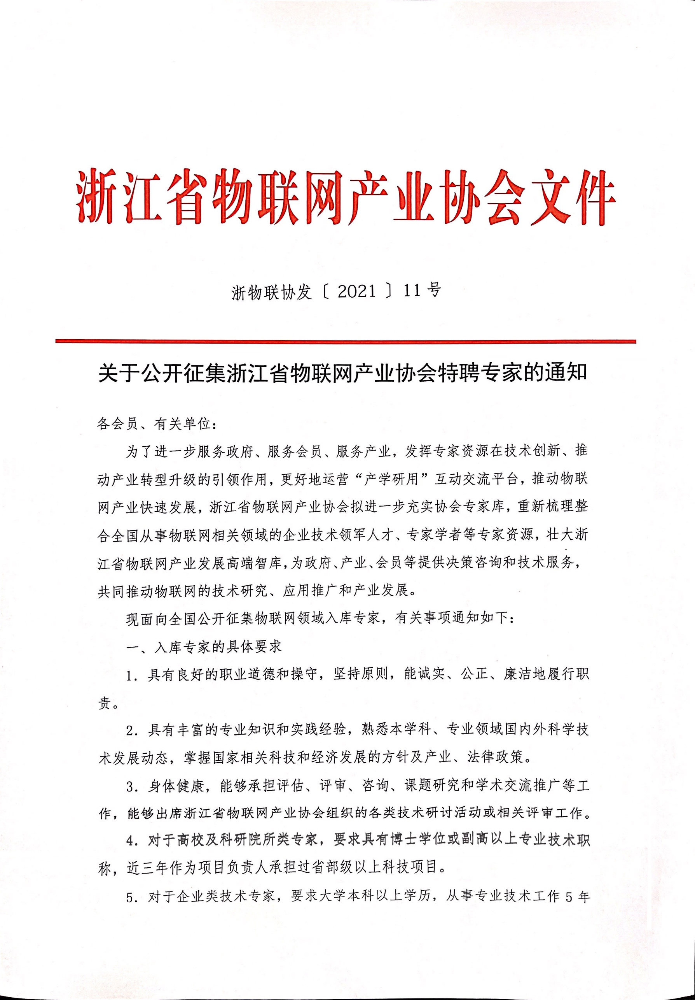 浙江省物联网产业协会文件
浙物联协发〔2021〕11号
关于公开征集浙江省物联网产业协会特聘专家的通知
各会员、有关单位：
为了进一步服务政府、服务会员、服务产业，发挥专家资源在技术创新、推
动产业转型升级的引领作用，更好地运营“产学研用”互动交流平台，推动物联
网产业快速发展，浙江省物联网产业协会拟进一步充实协会专家库，重新梳理整
合全国从事物联网相关领域的企业技术领军人才、专家学者等专家资源，壮大浙
江省物联网产业发展高端智库，为政府、产业、会员等提供决策咨询和技术服务，
共同推动物联网的技术研究、应用推广和产业发展。
现面向全国公开征集物联网领域入库专家，有关事项通知如下：
一、入库专家的具体要求
1. 具有良好的职业道德和操守，坚持原则，能诚实、公正、廉洁地履行职
责。
2. 具有丰富的专业知识和实践经验，熟悉本学科、专业领域国内外科学技
术发展动态，掌握国家相关科技和经济发展的方针及产业、法律政策。
3. 身体健康，能够承担评估、评审、咨询、课题研究和学术交流推广等工
作，能够出席浙江省物联网产业协会组织的各类技术研讨活动或相关评审工作。
4. 对于高校及科研院所类专家，要求具有博士学位或副高以上专业技术职
称，近三年作为项目负责人承担过省部级以上科技项目。
5. 对于企业类技术专家，要求大学本科以上学历，从事专业技术工作 5 年